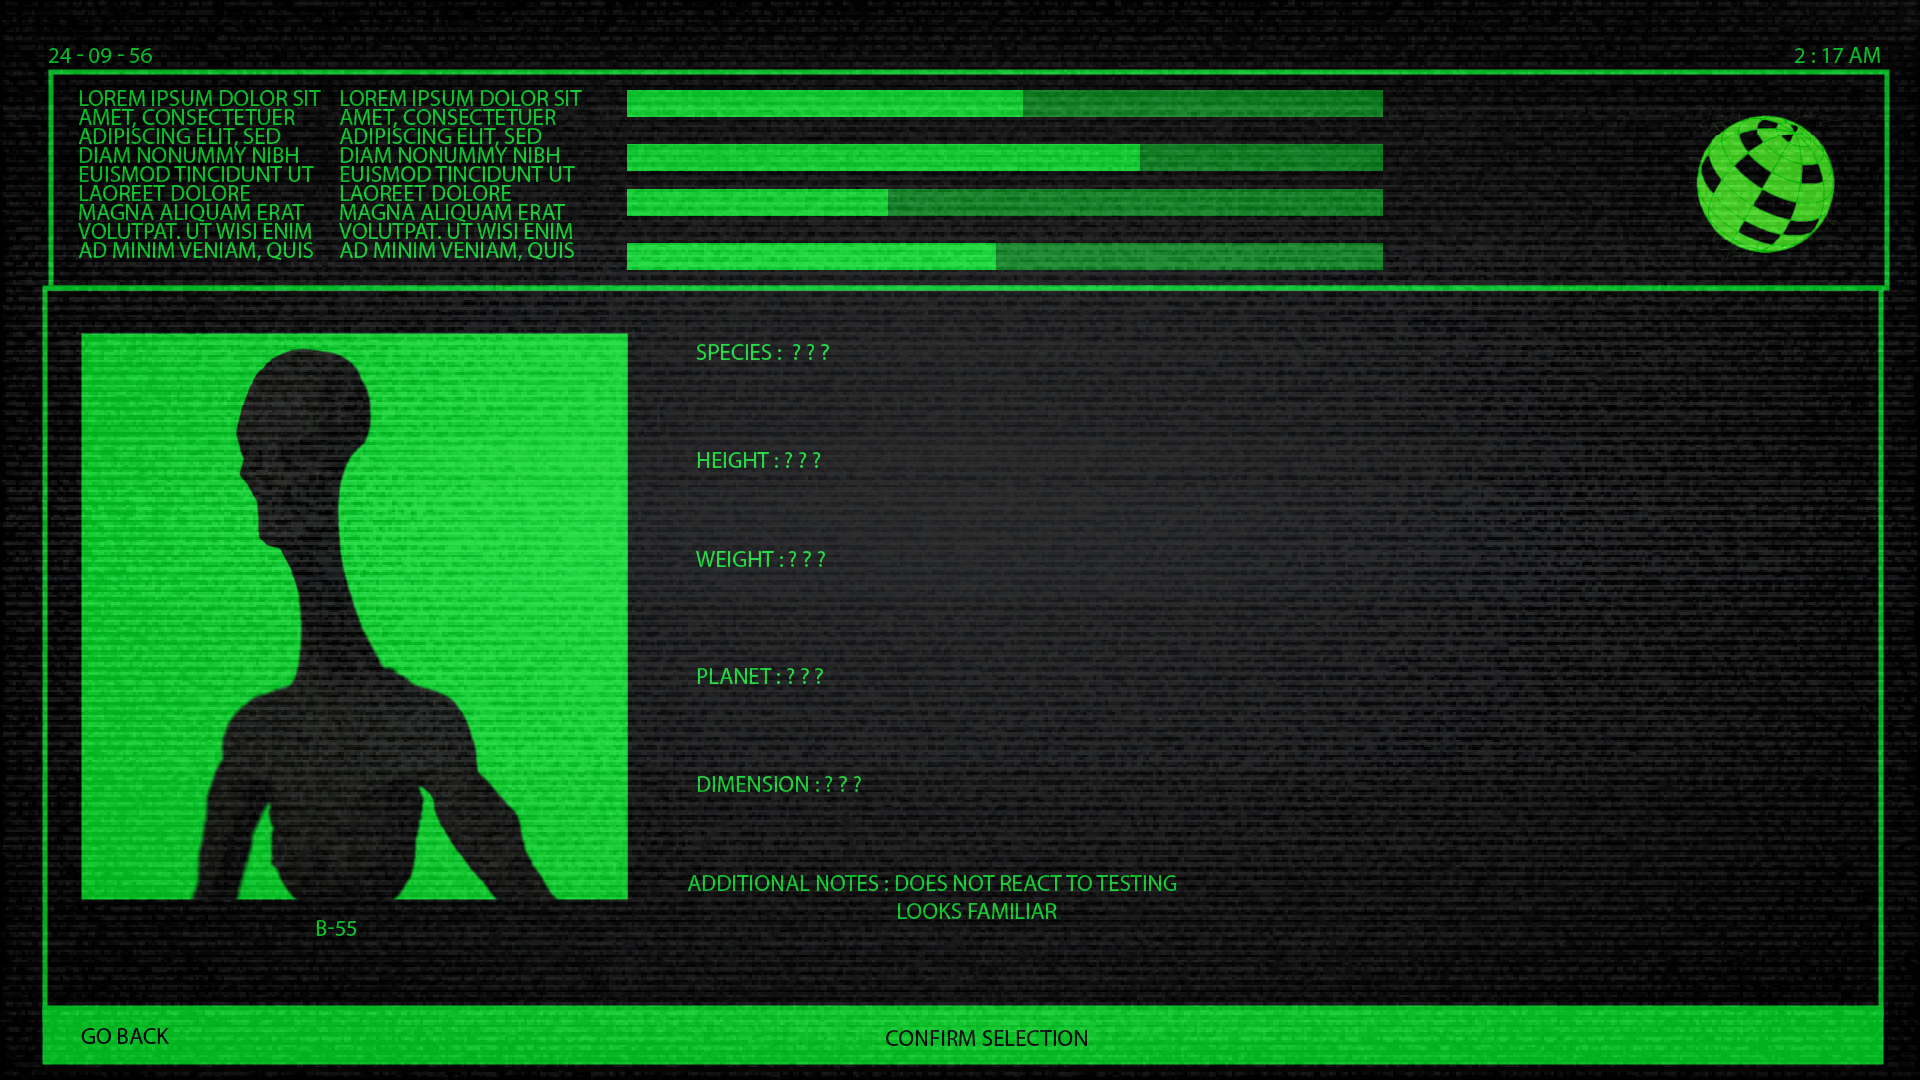 24 - 09 - 56
2 : 17 AM
LOREM IPSUM DOLOR SIT
AMET, CONSECTETUER
ADIPISCING ELIT, SED
DIAM NONUMMY NIBH
EUISMOD TINCIDUNT UT
LAOREET DOLORE
MAGNA ALIQUAM ERAT
VOLUTPAT. UT WISI ENIM
AD MINIM VENIAM, QUIS
LOREM IPSUM DOLOR SIT
AMET, CONSECTETUER
ADIPISCING ELIT, SED
DIAM NONUMMY NIBH
EUISMOD TINCIDUNT UT
LAOREET DOLORE
MAGNA ALIQUAM ERAT
VOLUTPAT. UT WISI ENIM
AD MINIM VENIAM, QUIS
SPECIES : ? ? ?
HEIGHT : ? ? ?
WEIGHT : ? ? ?
PLANET : ? ? ?
DIMENSION : ? ? ?
ADDITIONAL NOTES : DOES NOT REACT TO TESTING
LOOKS FAMILIAR
B-55
GO BACK
CONFIRM SELECTION